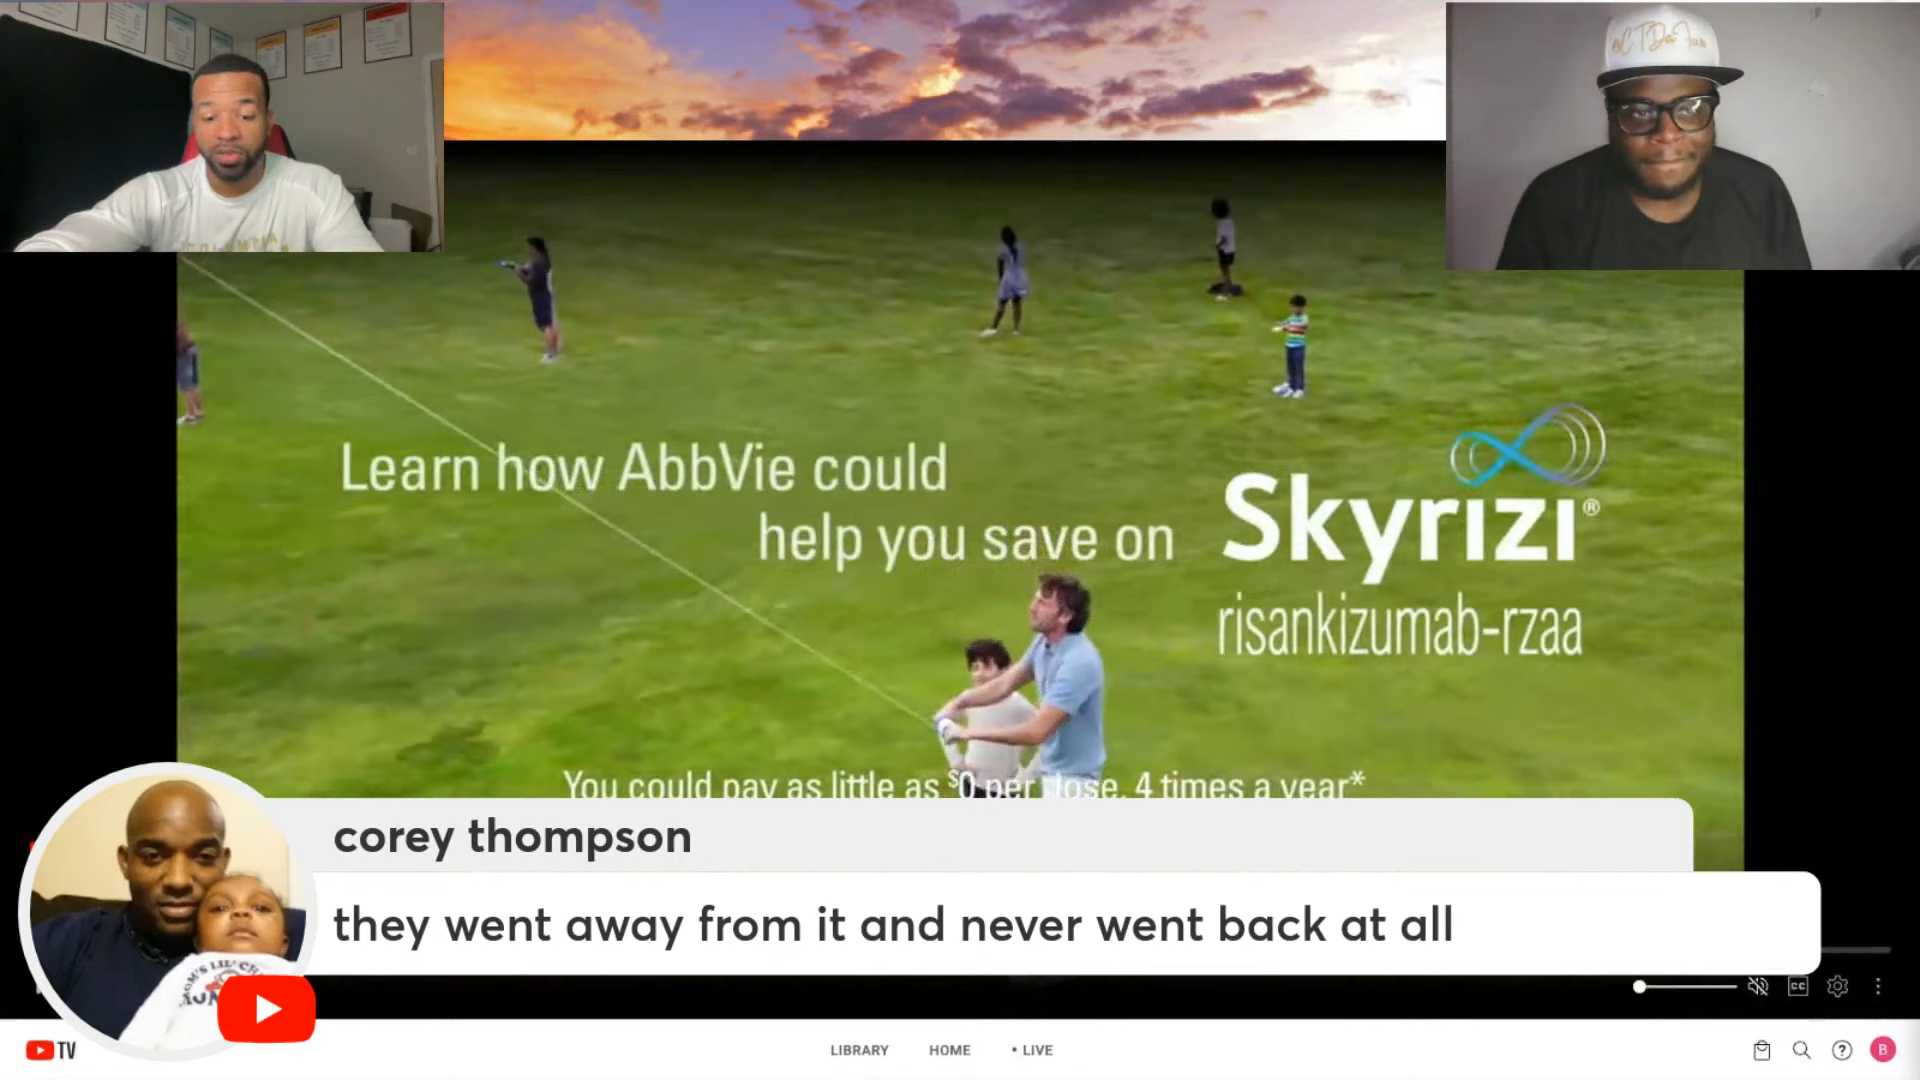 Learn how AbbVie could
help you save on
Skyrizi®
risankizumab-rzaa
You could pay as little as $0 per dose, 4 times a year*
corey thompson
they went away from it and never went back at all
CC
TV
LIBRARY
HOME
• LIVE
?
B